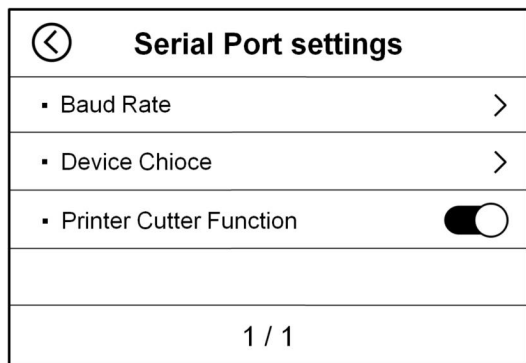 Serial Port settings
▪ Baud Rate
▪ Device Chioce
▪ Printer Cutter Function
1 / 1